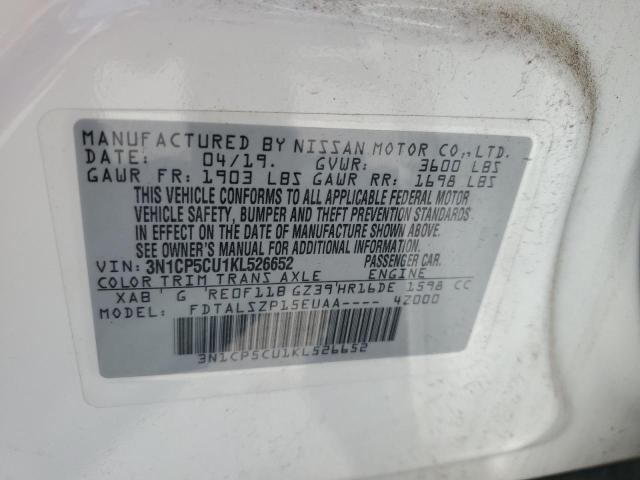 MANUFACTURED BY NISSAN MOTOR CO., LTD.
DATE: 04/19. GVWR: 3600 LBS
GAWR FR: 1903 LBS GAWR RR: 1698 LBS
THIS VEHICLE CONFORMS TO ALL APPLICABLE FEDERAL MOTOR
VEHICLE SAFETY, BUMPER AND THEFT PREVENTION STANDARDS
IN EFFECT ON THE DATE OF MANUFACTURE SHOWN ABOVE.
SEE OWNER'S MANUAL FOR ADDITIONAL INFORMATION.
VIN: 3N1CP5CU1KL526652 PASSENGER CAR.
COLOR TRIM TRANS AXLE ENGINE
XAB G RE0F11B GZ39 HR16DE 1598 CC
MODEL: FDTALSZP15EUAA---- 4Z000
3N1CP5CU1KL526652